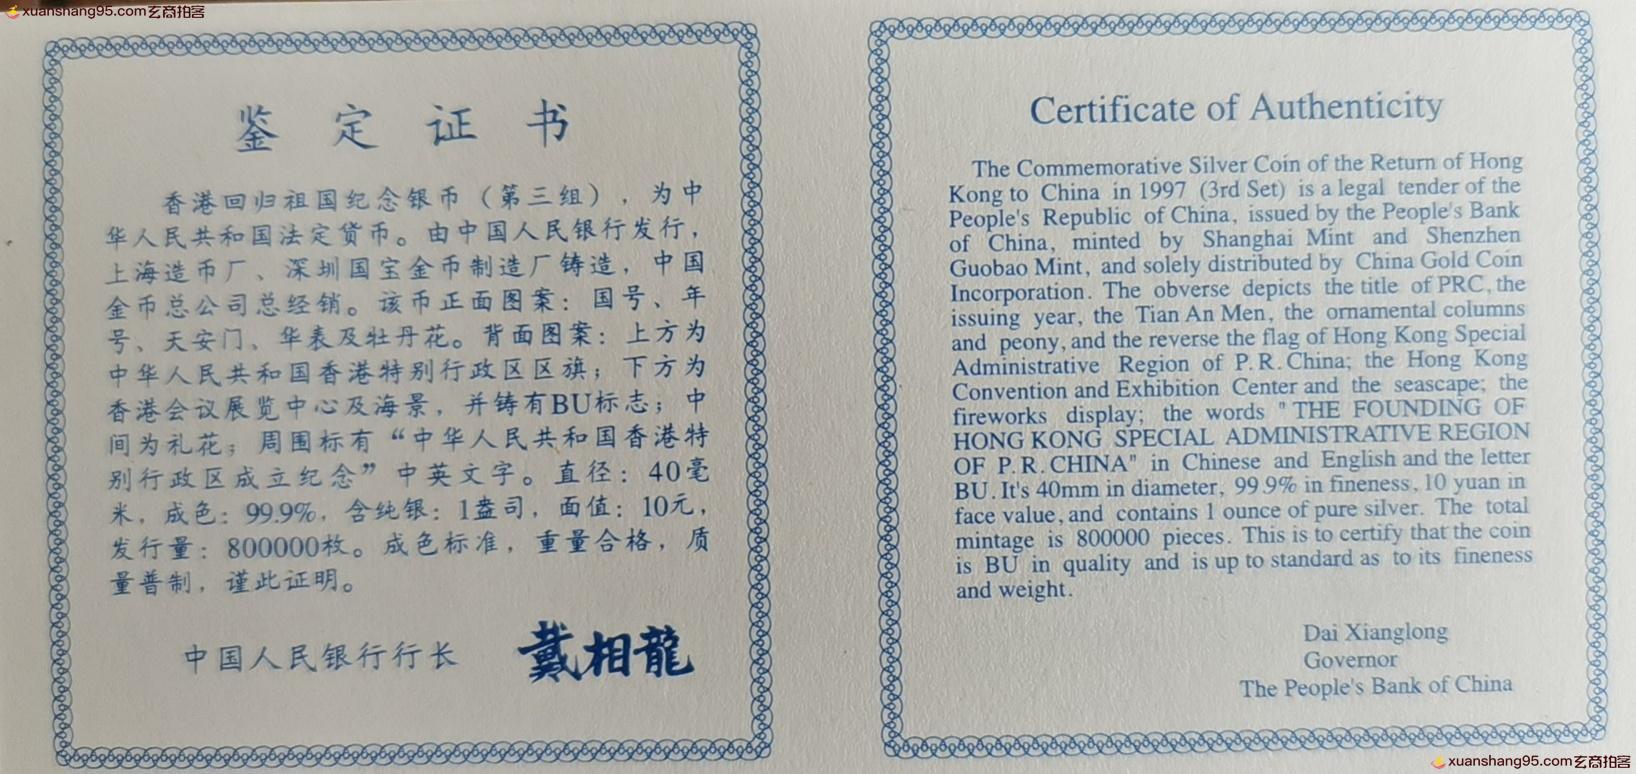 xuanshang95.com玄商拍客
鉴定证书
香港回归祖国纪念银币（第三组），为中
华人民共和国法定货币。由中国人民银行发行，
上海造币厂、深圳国宝金币制造厂铸造，中国
金币总公司总经销。该币正面图案：国号、年
号、天安门、华表及牡丹花。背面图案：上方为
中华人民共和国香港特别行政区区旗；下方为
香港会议展览中心及海景，并铸有BU标志；中
间为礼花；周围标有“中华人民共和国香港特
别行政区成立纪念”中英文字。直径：40毫
米，成色：99.9%，含纯银：1盎司，面值：10元，
发行量：800000枚。成色标准，重量合格，质
量普制，谨此证明。
中国人民银行行长 戴相龍
Certificate of Authenticity
The Commemorative Silver Coin of the Return of Hong
Kong to China in 1997 (3rd Set) is a legal tender of the
People's Republic of China, issued by the People's Bank
of China, minted by Shanghai Mint and Shenzhen
Guobao Mint, and solely distributed by China Gold Coin
Incorporation. The obverse depicts the title of PRC, the
issuing year, the Tian An Men, the ornamental columns
and peony, and the reverse the flag of Hong Kong Special
Administrative Region of P.R.China; the Hong Kong
Convention and Exhibition Center and the seascape; the
fireworks display; the words "THE FOUNDING OF
HONG KONG SPECIAL ADMINISTRATIVE REGION
OF P.R.CHINA" in Chinese and English and the letter
BU. It's 40mm in diameter, 99.9% in fineness, 10 yuan in
face value, and contains 1 ounce of pure silver. The total
mintage is 800000 pieces. This is to certify that the coin
is BU in quality and is up to standard as to its fineness
and weight.
Dai Xianglong
Governor
The People's Bank of China
xuanshang95.com玄商拍客